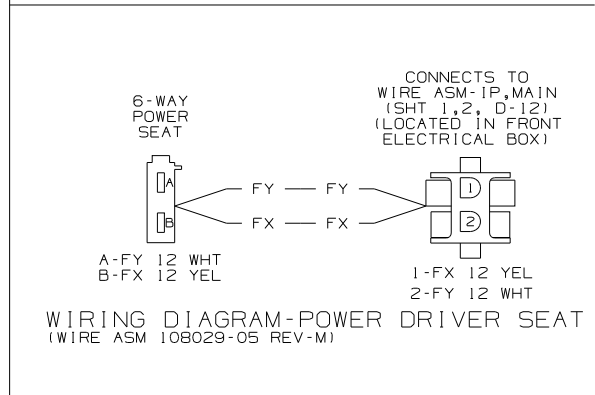 CONNECTS TO
WIRE ASM-IP,MAIN
(SHT 1,2, D-12)
(LOCATED IN FRONT
ELECTRICAL BOX)
6-WAY
POWER
SEAT
A
B
FY FY
FX FX
1
2
A-FY 12 WHT
B-FX 12 YEL
1-FX 12 YEL
2-FY 12 WHT
WIRING DIAGRAM-POWER DRIVER SEAT
(WIRE ASM 108029-05 REV-M)